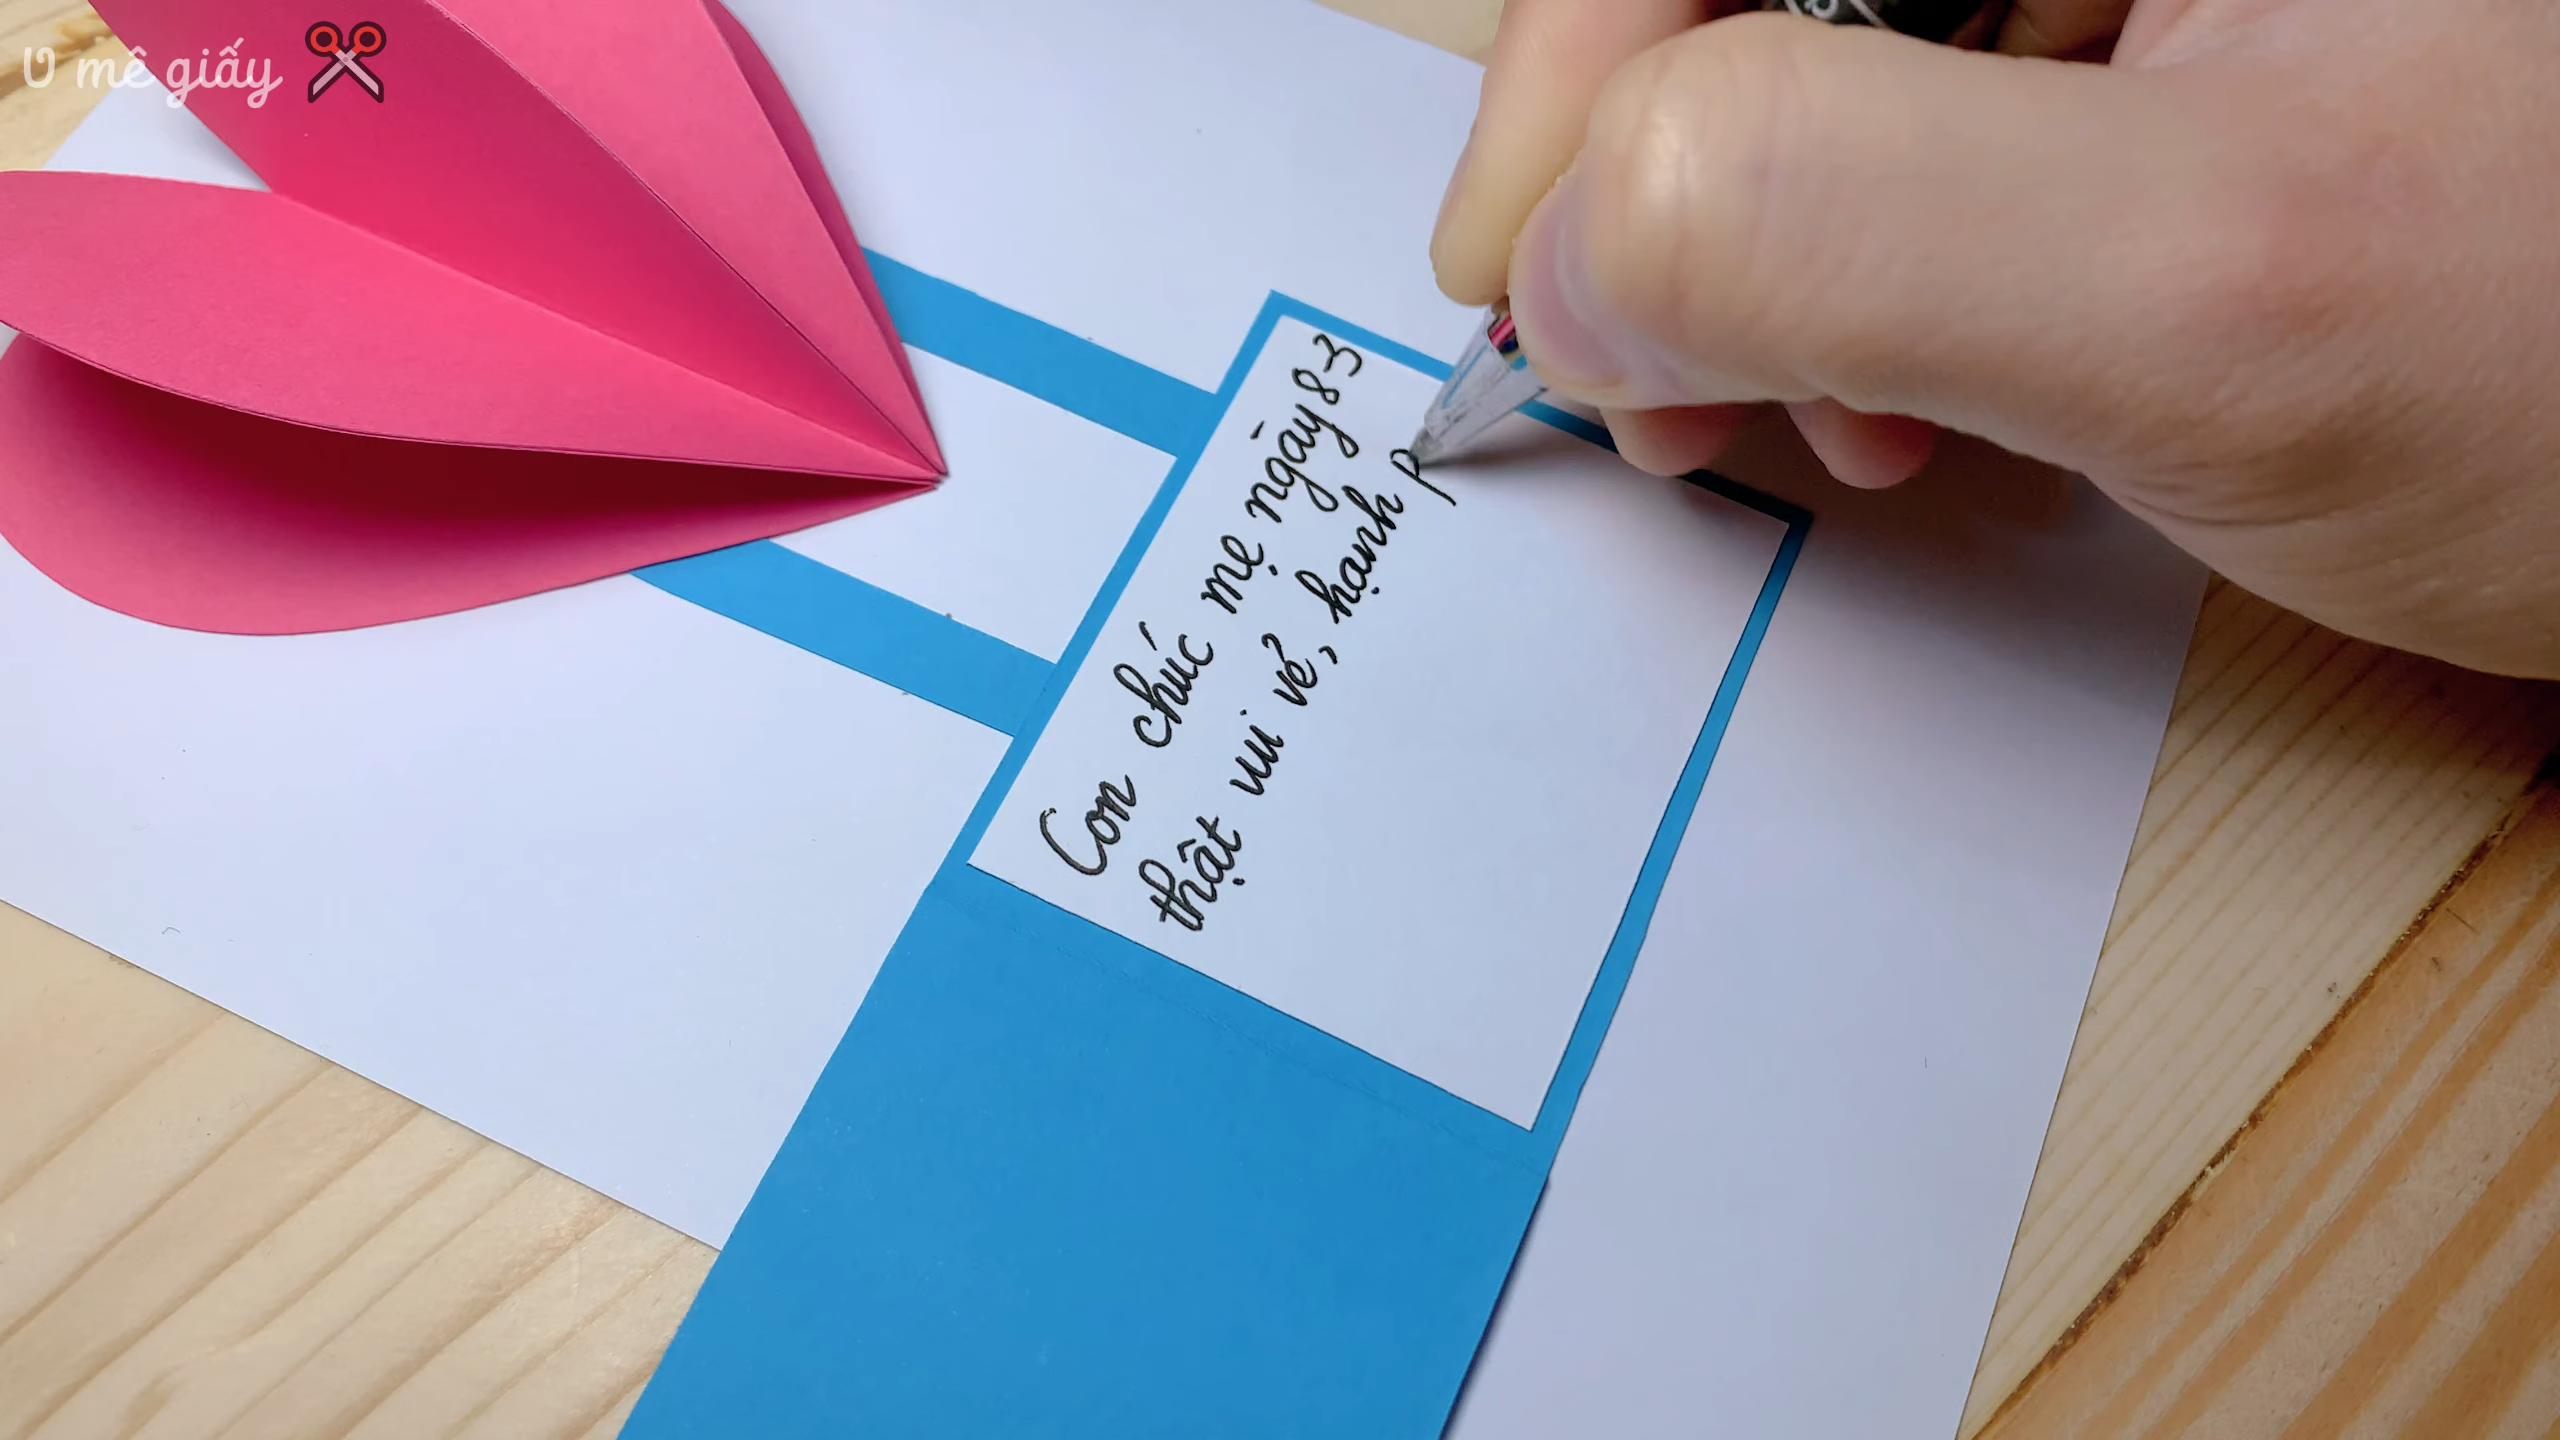 U mê giấy
Con chúc mẹ ngày 8-3
thật vui vẻ, hạnh p